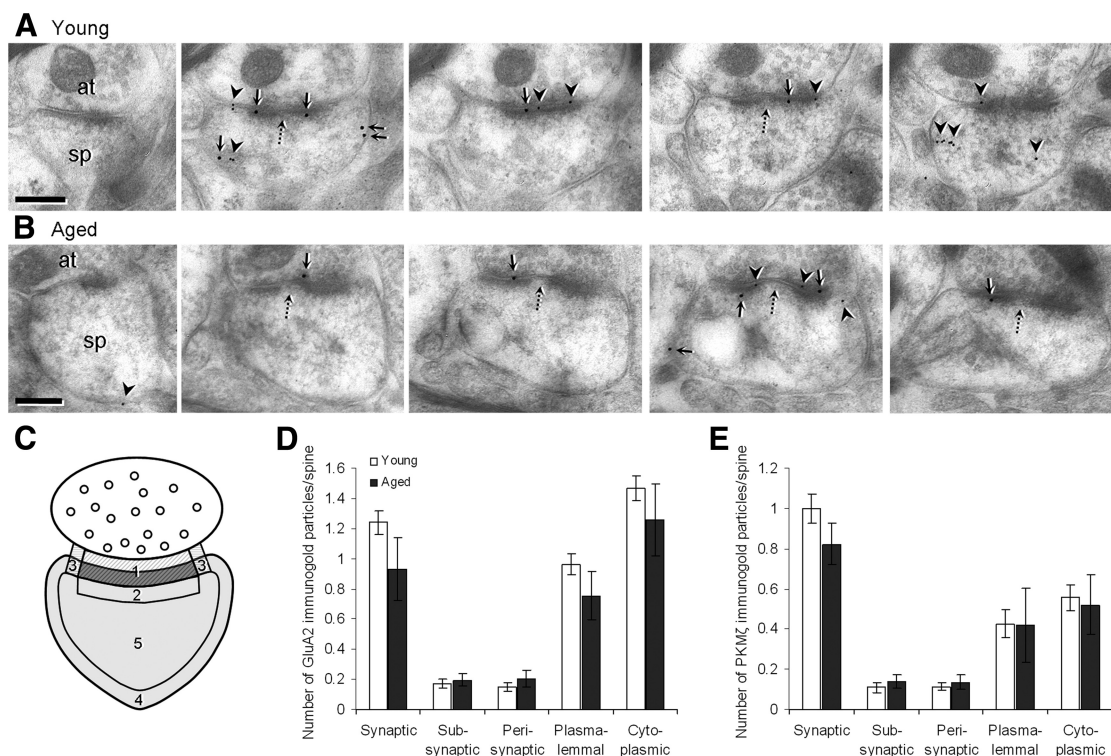 A Young
at
sp
B Aged
at
sp
C
1
3 3
2
5
4
D
Number of GluA2 immunogold particles/spine
Young
Aged
1.6
1.4
1.2
1
0.8
0.6
0.4
0.2
0
Synaptic
Sub-
synaptic
Peri-
synaptic
Plasma-
lemmal
Cyto-
plasmic
E
Number of PKMζ immunogold particles/spine
1.2
1
0.8
0.6
0.4
0.2
0
Synaptic
Sub-
synaptic
Peri-
synaptic
Plasma-
lemmal
Cyto-
plasmic